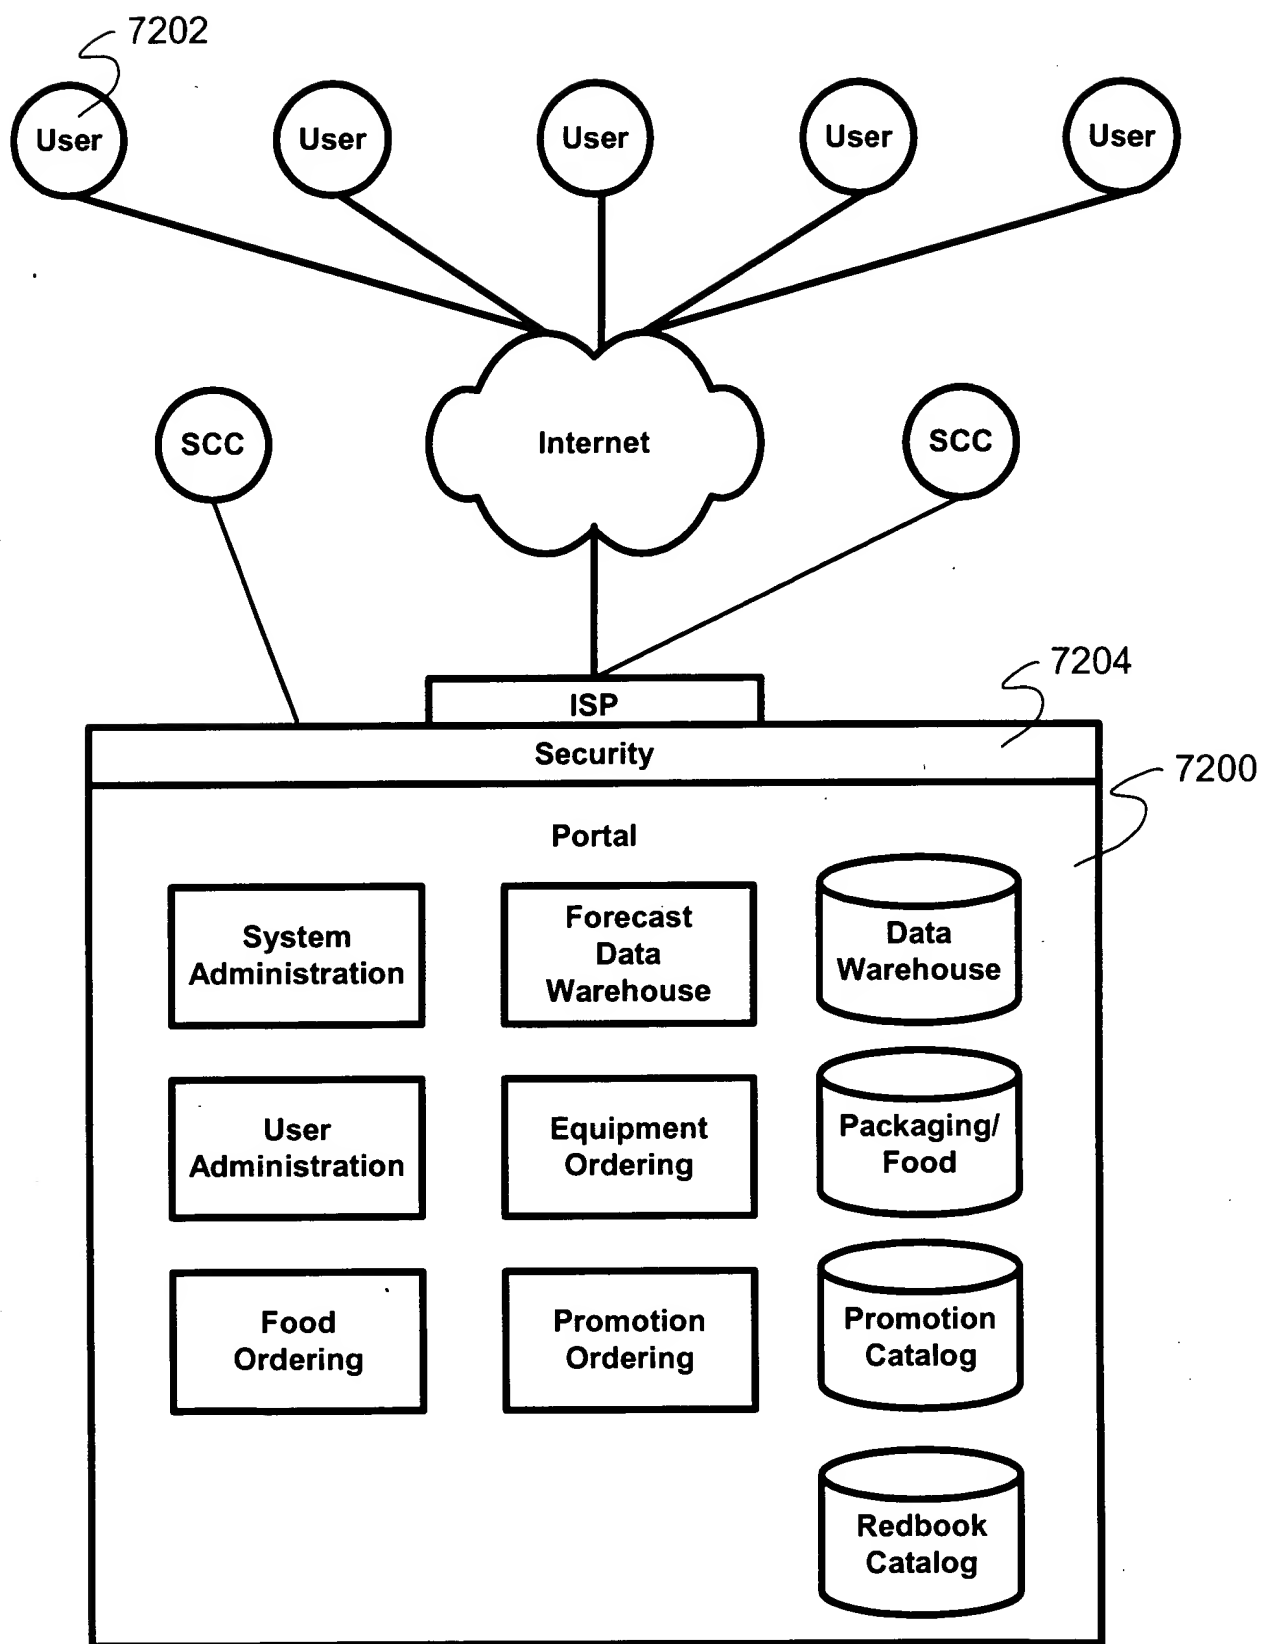 7202
User
User
User
User
User
SCC
Internet
SCC
7204
ISP
Security
7200
Portal
System
Administration
Forecast
Data
Warehouse
Data
Warehouse
User
Administration
Equipment
Ordering
Packaging/
Food
Food
Ordering
Promotion
Ordering
Promotion
Catalog
Redbook
Catalog